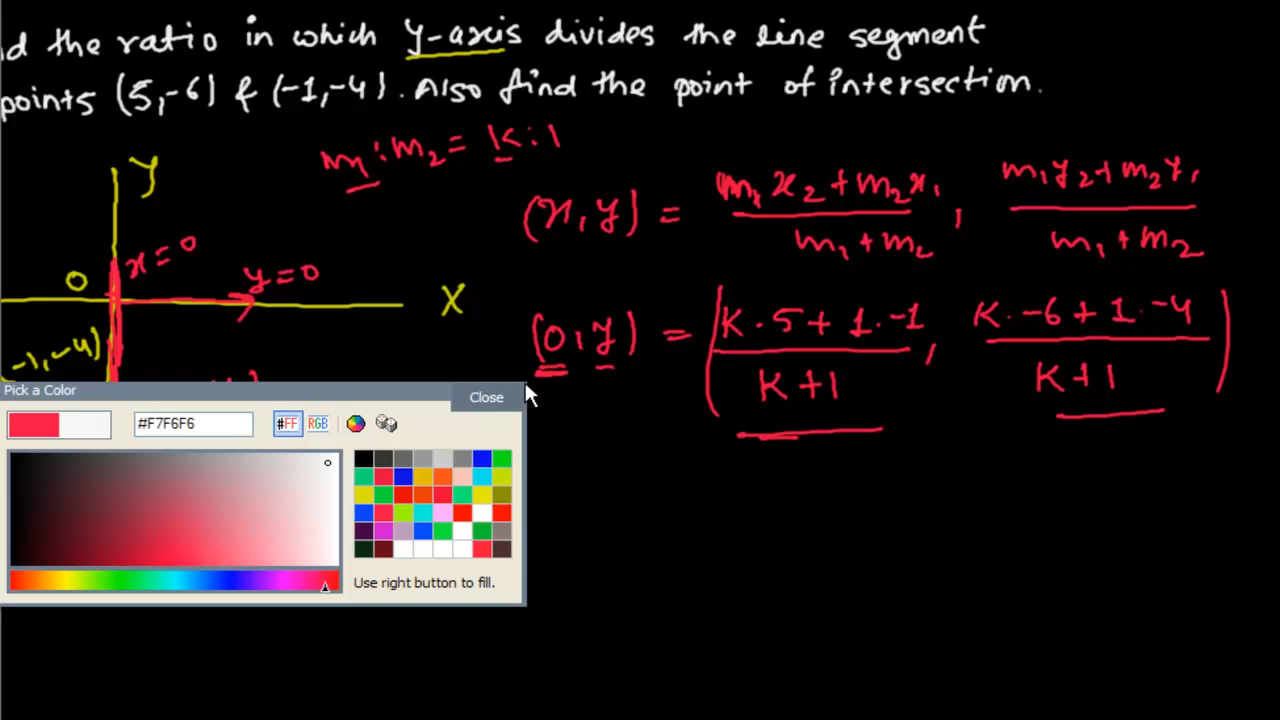 d the ratio in which y-axis divides the line segment
points (5,-6) & (-1,-4). Also find the point of intersection.
m1:m2 = K:1
Y
(x,y) = m1x2+m2x1 / m1+m2 , m1y2+m2y1 / m1+m2
x=0
0
y=0
X
(0,y) = (K.5+1.-1 / K+1 , K.-6+1.-4 / K+1)
-1,-4)
Pick a Color
Close
#F7F6F6
#FF
RGB
Use right button to fill.